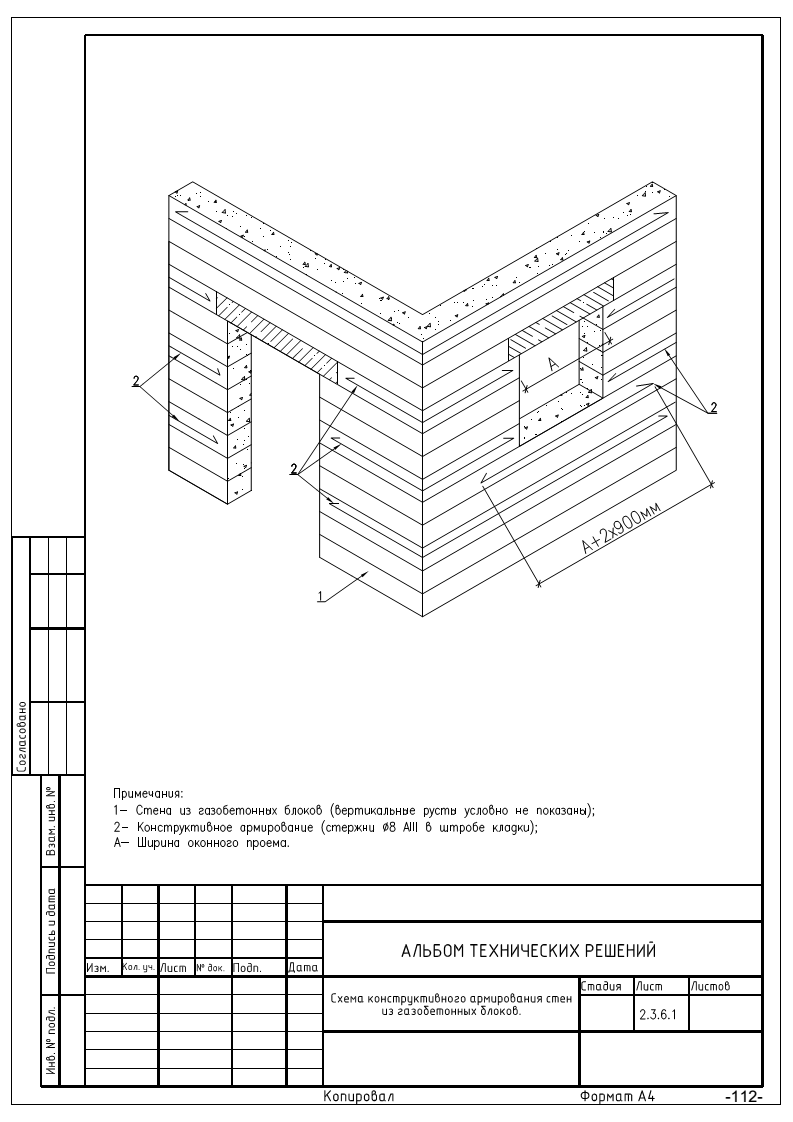 2
2
2
1
А
А+2х900мм
Примечания:
1– Стена из газобетонных блоков (вертикальные русты условно не показаны);
2– Конструктивное армирование (стержни ø8 АIII в штробе кладки);
А– Ширина оконного проема.
Согласовано
Взам. инв. №
Подпись и дата
Инв. № подл.
АЛЬБОМ ТЕХНИЧЕСКИХ РЕШЕНИЙ
Изм. Кол. уч. Лист № док. Подп. Дата
Схема конструктивного армирования стен
из газобетонных блоков.
Стадия Лист Листов
2.3.6.1
Копировал Формат А4 -112-